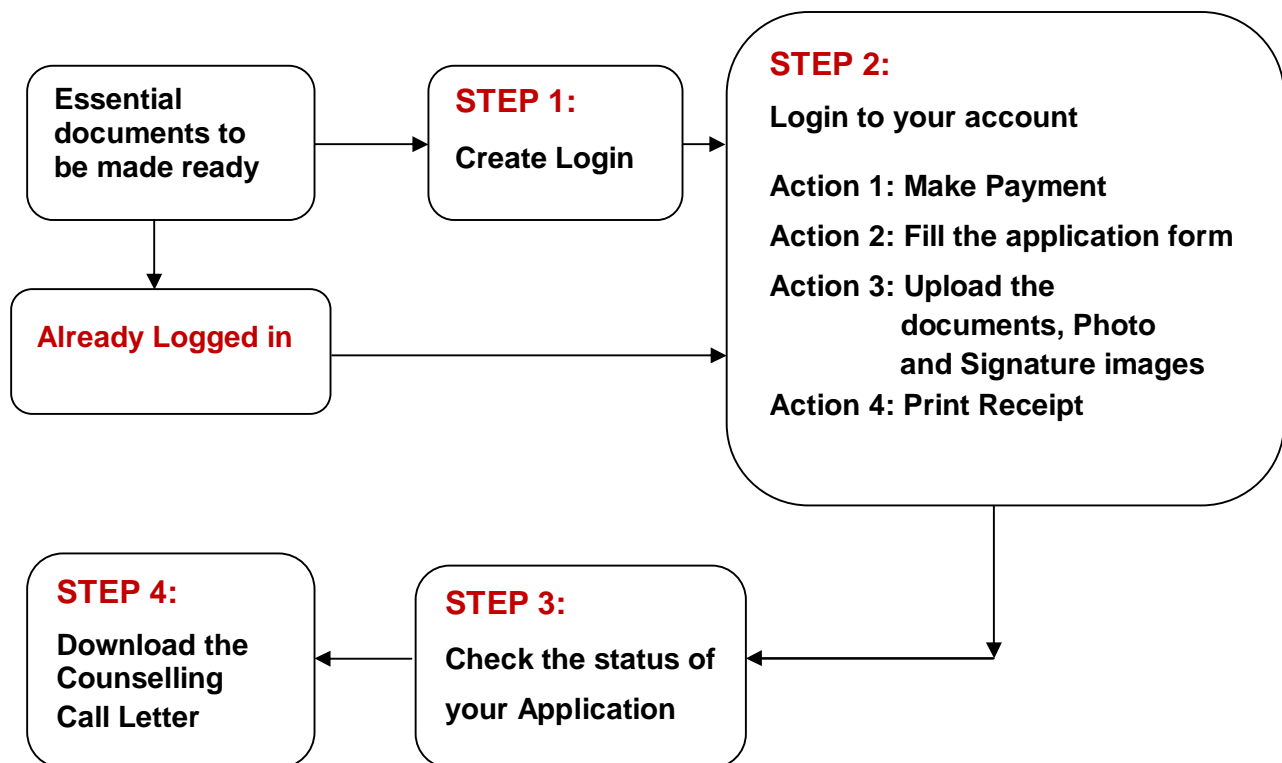 Essential
documents to
be made ready
STEP 1:
Create Login
STEP 2:
Login to your account
Action 1: Make Payment
Action 2: Fill the application form
Action 3: Upload the
documents, Photo
and Signature images
Action 4: Print Receipt
Already Logged in
STEP 3:
Check the status of
your Application
STEP 4:
Download the
Counselling
Call Letter